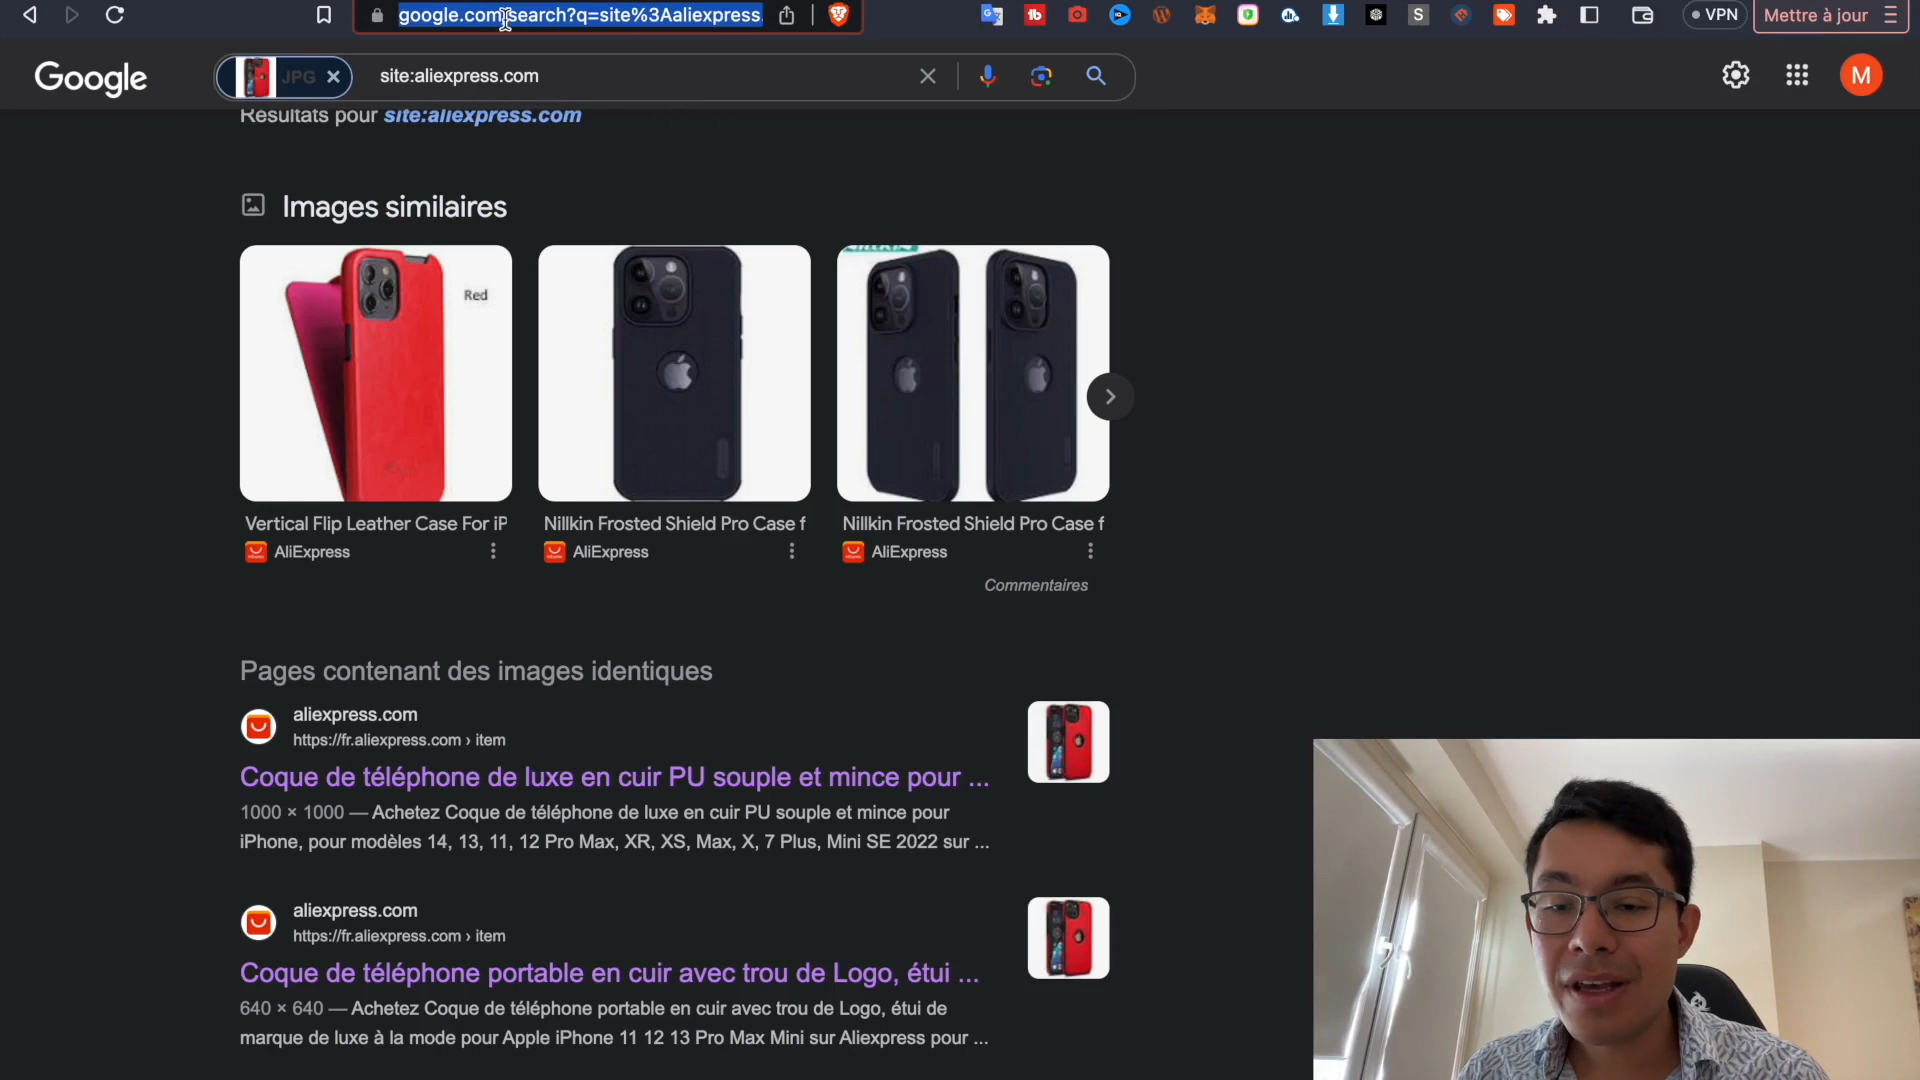 google.com/search?q=site%3Aaliexpress.
VPN
Mettre à jour
Google
JPG
site:aliexpress.com
M
Résultats pour site:aliexpress.com
Images similaires
Red
Vertical Flip Leather Case For iP
AliExpress
Nillkin Frosted Shield Pro Case f
AliExpress
Nillkin Frosted Shield Pro Case f
AliExpress
Commentaires
Pages contenant des images identiques
aliexpress.com
https://fr.aliexpress.com › item
Coque de téléphone de luxe en cuir PU souple et mince pour ...
1000 × 1000 — Achetez Coque de téléphone de luxe en cuir PU souple et mince pour
iPhone, pour modèles 14, 13, 11, 12 Pro Max, XR, XS, Max, X, 7 Plus, Mini SE 2022 sur ...
aliexpress.com
https://fr.aliexpress.com › item
Coque de téléphone portable en cuir avec trou de Logo, étui ...
640 × 640 — Achetez Coque de téléphone portable en cuir avec trou de Logo, étui de
marque de luxe à la mode pour Apple iPhone 11 12 13 Pro Max Mini sur Aliexpress pour ...